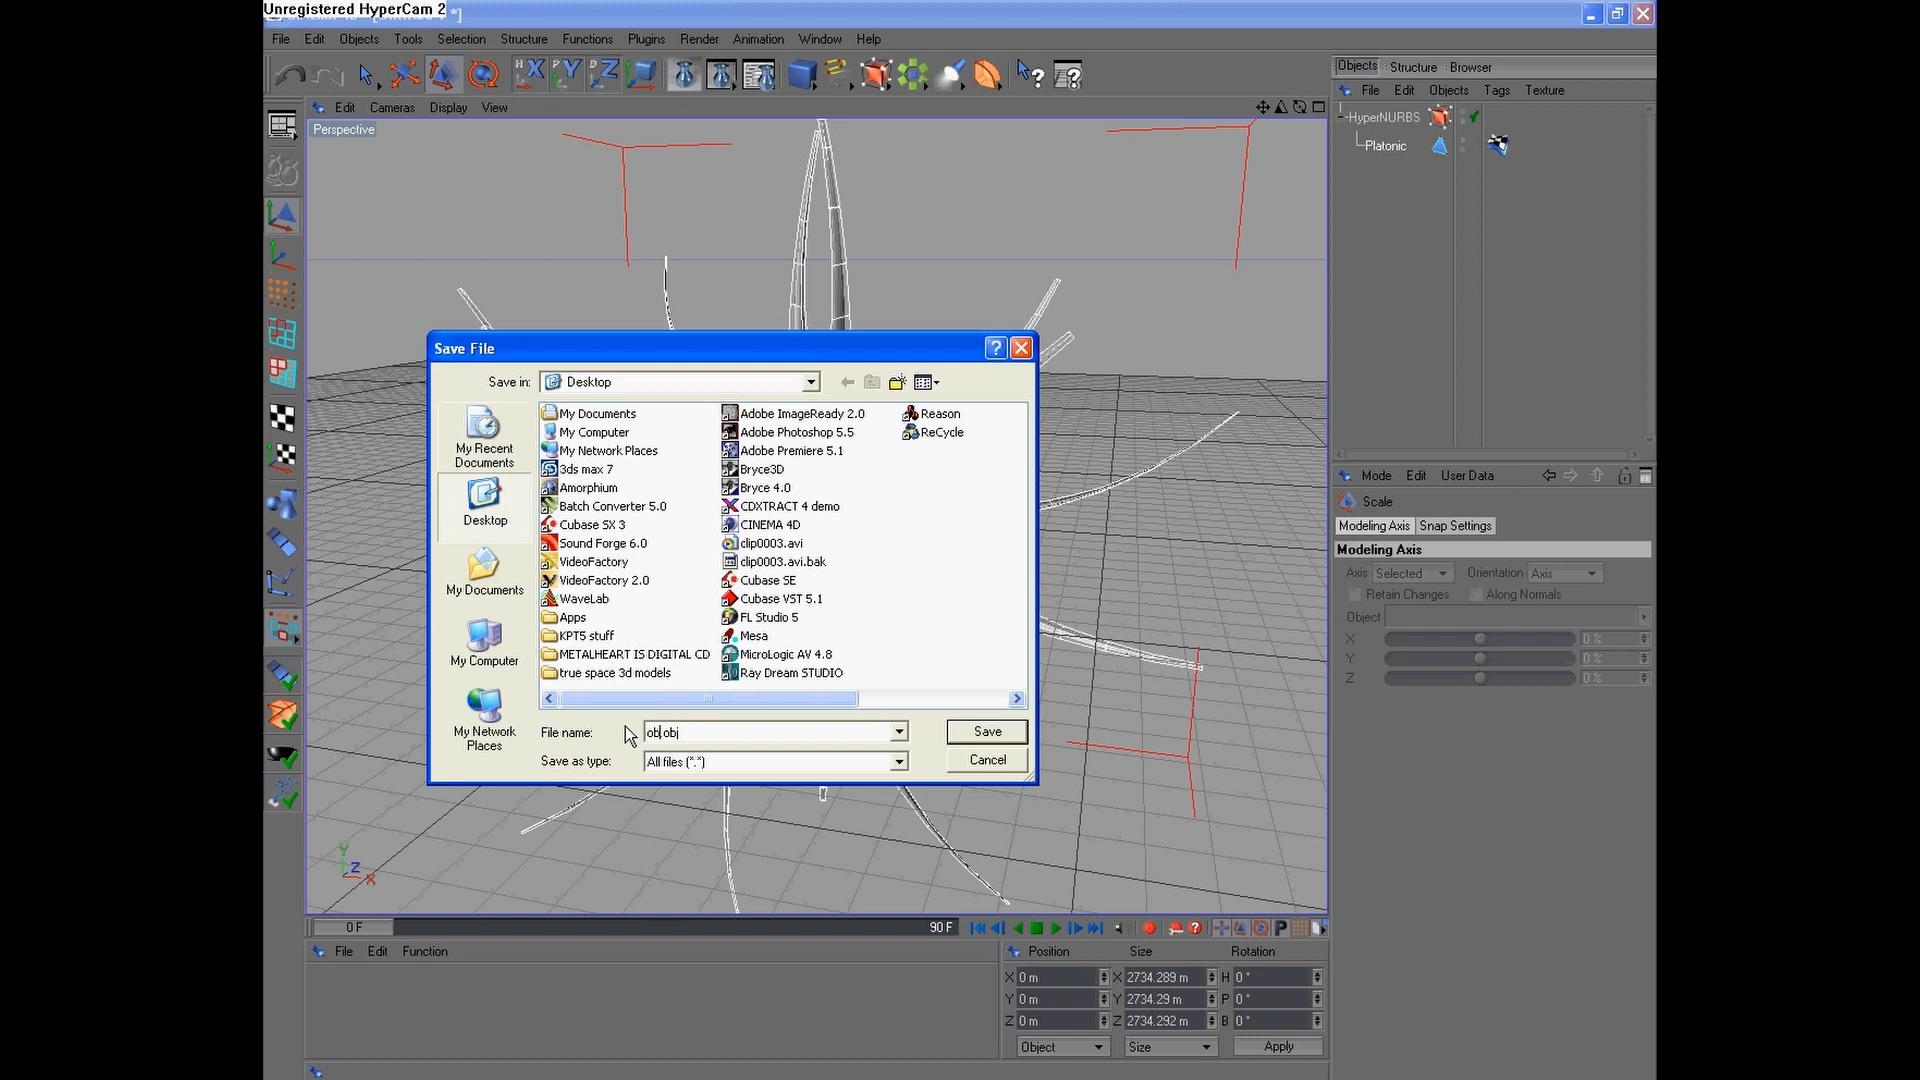 Unregistered HyperCam 2
File Edit Objects Tools Selection Structure Functions Plugins Render Animation Window Help
Objects Structure Browser
File Edit Objects Tags Texture
HyperNURBS
Platonic
Edit Cameras Display View
Perspective
Save File
Save in: Desktop
My Recent Documents
Desktop
My Documents
My Computer
My Network Places
My Documents
My Computer
My Network Places
3ds max 7
Amorphium
Batch Converter 5.0
Cubase SX 3
Sound Forge 6.0
VideoFactory
VideoFactory 2.0
WaveLab
Apps
KPT5 stuff
METALHEART IS DIGITAL CD
true space 3d models
Adobe ImageReady 2.0
Adobe Photoshop 5.5
Adobe Premiere 5.1
Bryce3D
Bryce 4.0
CDXTRACT 4 demo
CINEMA 4D
clip0003.avi
clip0003.avi.bak
Cubase SE
Cubase VST 5.1
FL Studio 5
Mesa
MicroLogic AV 4.8
Ray Dream STUDIO
Reason
ReCycle
File name: ob.obj
Save
Save as type: All files (*.*)
Cancel
Mode Edit User Data
Scale
Modeling Axis Snap Settings
Modeling Axis
Axis Selected Orientation Axis
Retain Changes Along Normals
Object
X 0 %
Y 0 %
Z 0 %
Y Z X
0 F 90 F
File Edit Function
Position Size Rotation
X 0 m X 2734.289 m H 0 °
Y 0 m Y 2734.29 m P 0 °
Z 0 m Z 2734.292 m B 0 °
Object Size Apply